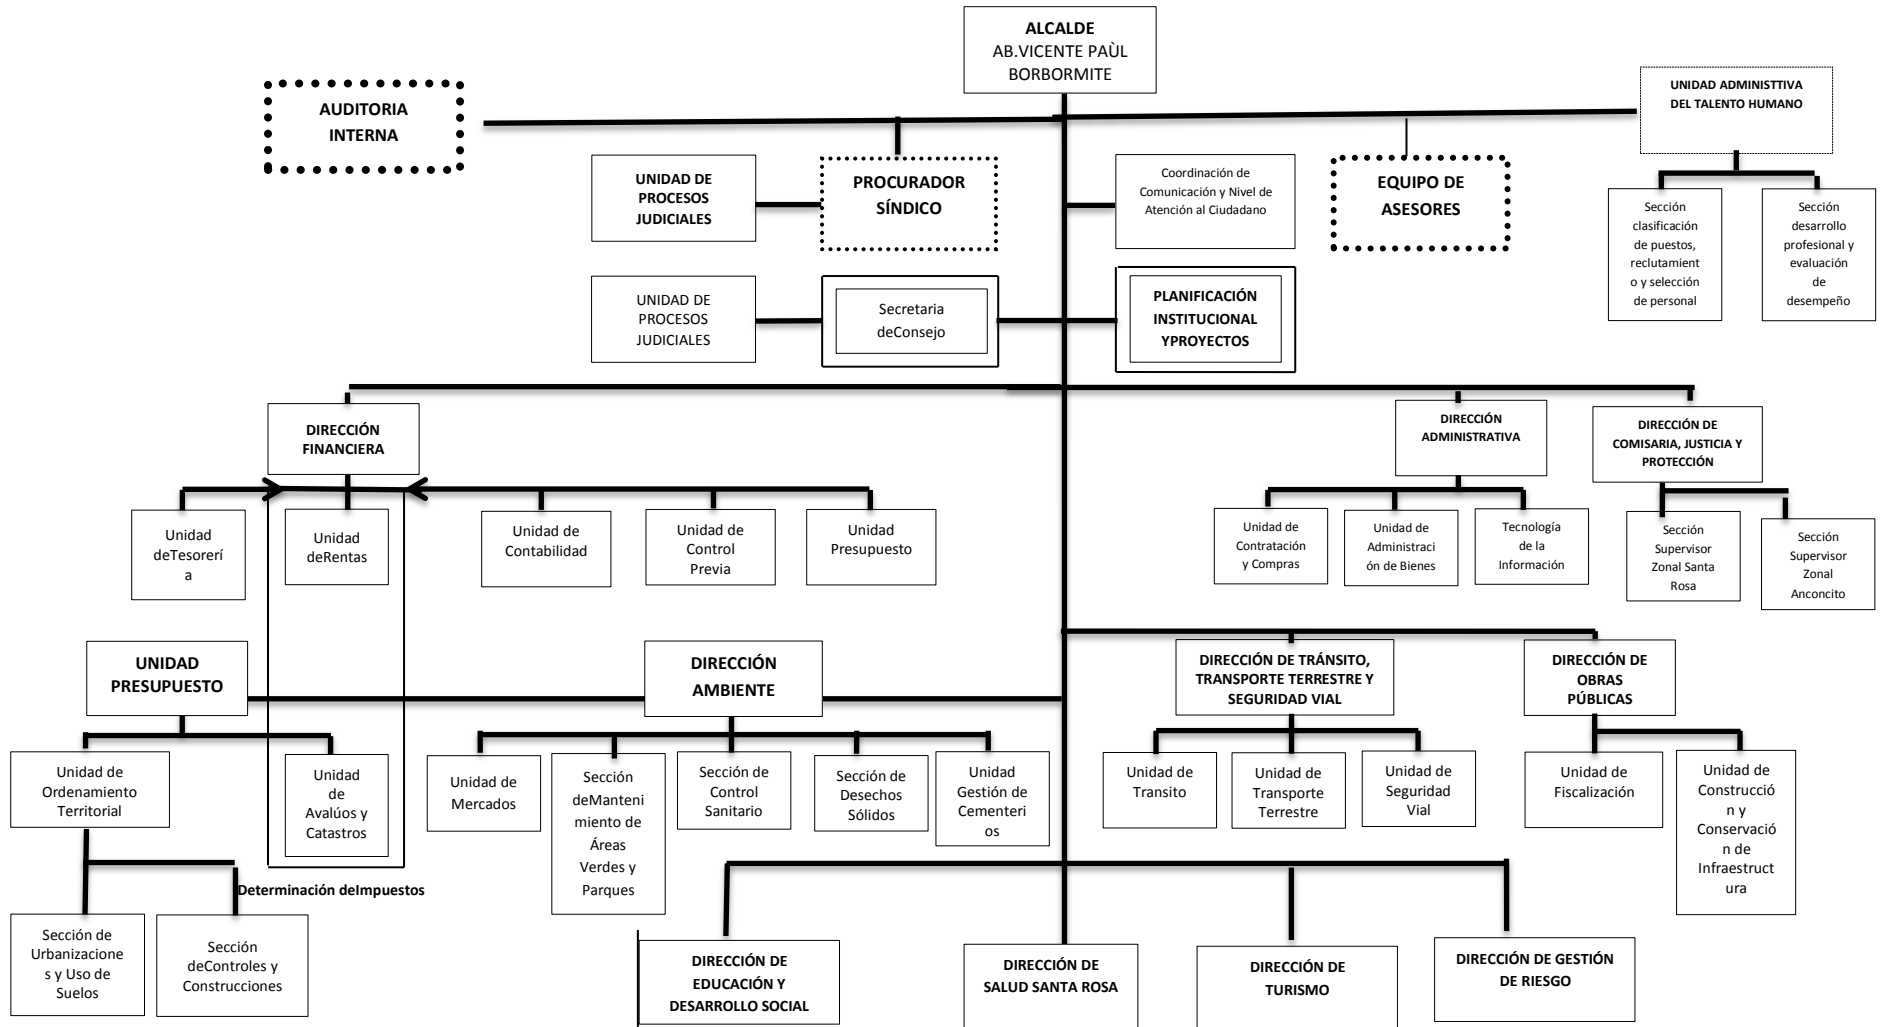 ALCALDE
AB.VICENTE PAÙL
BORBORMITE
AUDITORIA
INTERNA
UNIDAD ADMINISTTIVA
DEL TALENTO HUMANO
UNIDAD DE
PROCESOS
JUDICIALES
PROCURADOR
SÍNDICO
Coordinación de
Comunicación y Nivel de
Atención al Ciudadano
EQUIPO DE
ASESORES
Sección
clasificación
de puestos,
reclutamient
o y selección
de personal
Sección
desarrollo
profesional y
evaluación
de
desempeño
UNIDAD DE
PROCESOS
JUDICIALES
Secretaria
deConsejo
PLANIFICACIÓN
INSTITUCIONAL
YPROYECTOS
DIRECCIÓN
FINANCIERA
DIRECCIÓN
ADMINISTRATIVA
DIRECCIÓN DE
COMISARIA, JUSTICIA Y
PROTECCIÓN
Unidad
deTesorerí
a
Unidad
deRentas
Unidad de
Contabilidad
Unidad de
Control
Previa
Unidad
Presupuesto
Unidad de
Contratación
y Compras
Unidad de
Administraci
ón de Bienes
Tecnología
de la
Información
Sección
Supervisor
Zonal Santa
Rosa
Sección
Supervisor
Zonal
Anconcito
UNIDAD
PRESUPUESTO
DIRECCIÓN
AMBIENTE
DIRECCIÓN DE TRÁNSITO,
TRANSPORTE TERRESTRE Y
SEGURIDAD VIAL
DIRECCIÓN DE
OBRAS
PÚBLICAS
Unidad de
Ordenamiento
Territorial
Unidad
de
Avalúos y
Catastros
Unidad de
Mercados
Sección
deManteni
miento de
Áreas
Verdes y
Parques
Sección de
Control
Sanitario
Sección de
Desechos
Sólidos
Unidad
Gestión de
Cementeri
os
Unidad de
Transito
Unidad de
Transporte
Terrestre
Unidad de
Seguridad
Vial
Unidad de
Fiscalización
Unidad de
Construcció
n y
Conservació
n de
Infraestruct
ura
Determinación deImpuestos
Sección de
Urbanizacione
s y Uso de
Suelos
Sección
deControles y
Construcciones
DIRECCIÓN DE
EDUCACIÓN Y
DESARROLLO SOCIAL
DIRECCIÓN DE
SALUD SANTA ROSA
DIRECCIÓN DE
TURISMO
DIRECCIÓN DE GESTIÓN
DE RIESGO